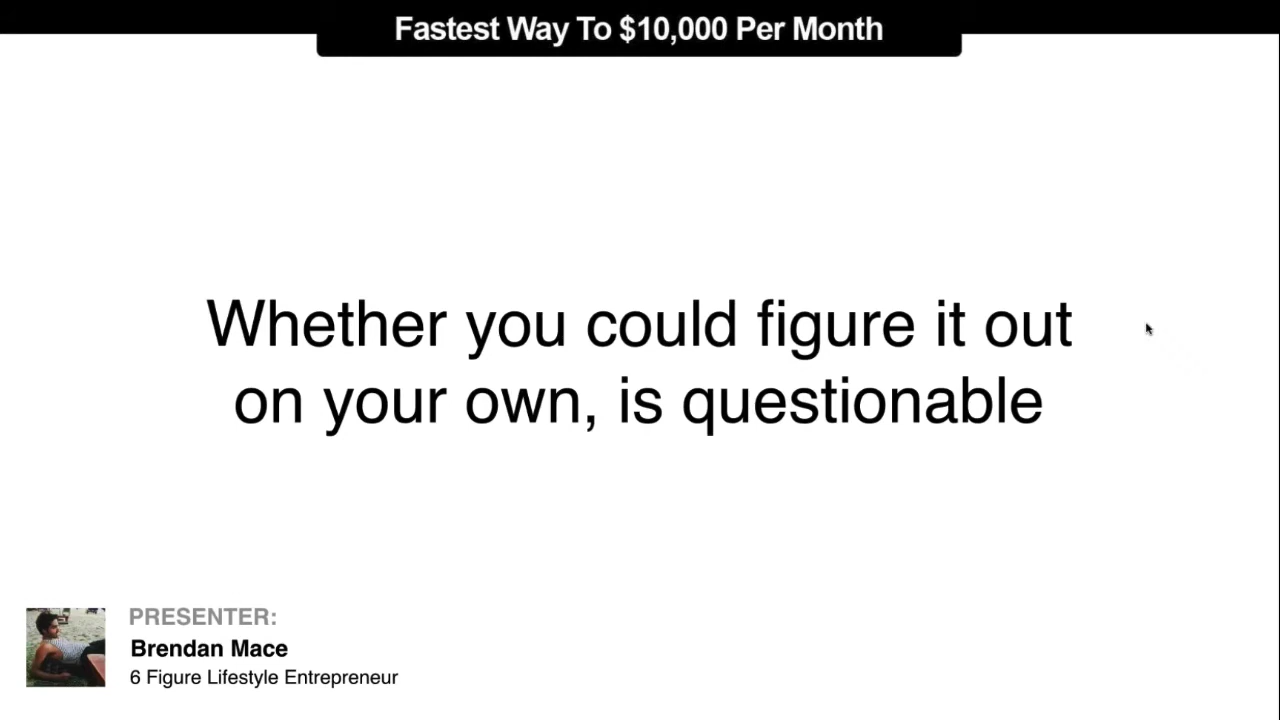 Fastest Way To $10,000 Per Month
Whether you could figure it out
on your own, is questionable
PRESENTER:
Brendan Mace
6 Figure Lifestyle Entrepreneur